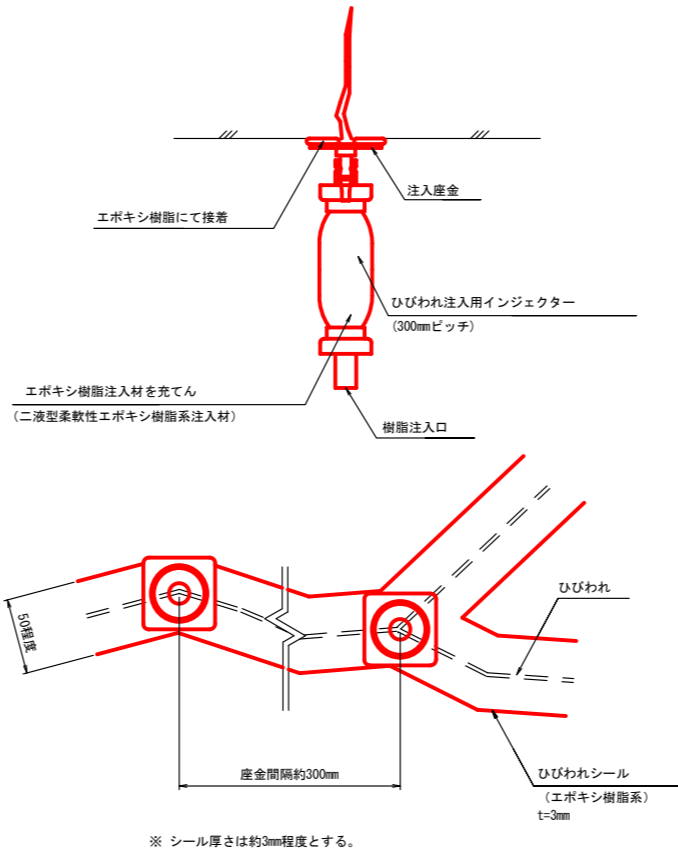 注入座金
エポキシ樹脂にて接着
ひびわれ注入用インジェクター
(300mmピッチ)
エポキシ樹脂注入材を充てん
(二液型柔軟性エポキシ樹脂系注入材)
樹脂注入口
ひびわれ
50程度
座金間隔約300mm
ひびわれシール
(エポキシ樹脂系)
t=3mm
※ シール厚さは約3mm程度とする。